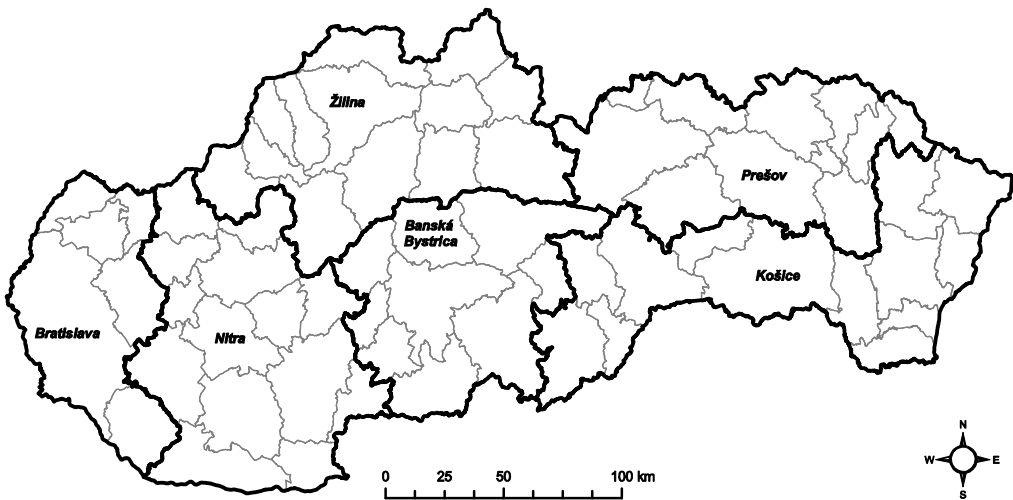 Žilina
Prešov
Banská
Bystrica
Košice
Bratislava
Nitra
N
W E
S
0 25 50 100 km